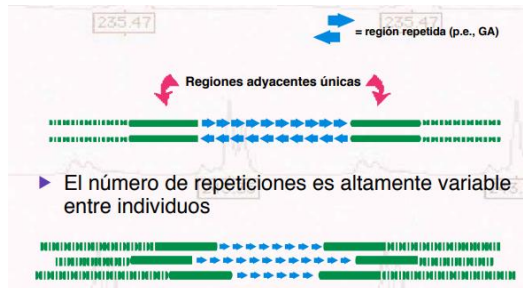 235.47
235.47
= región repetida (p.e., GA)
Regiones adyacentes únicas
El número de repeticiones es altamente variable
entre individuos